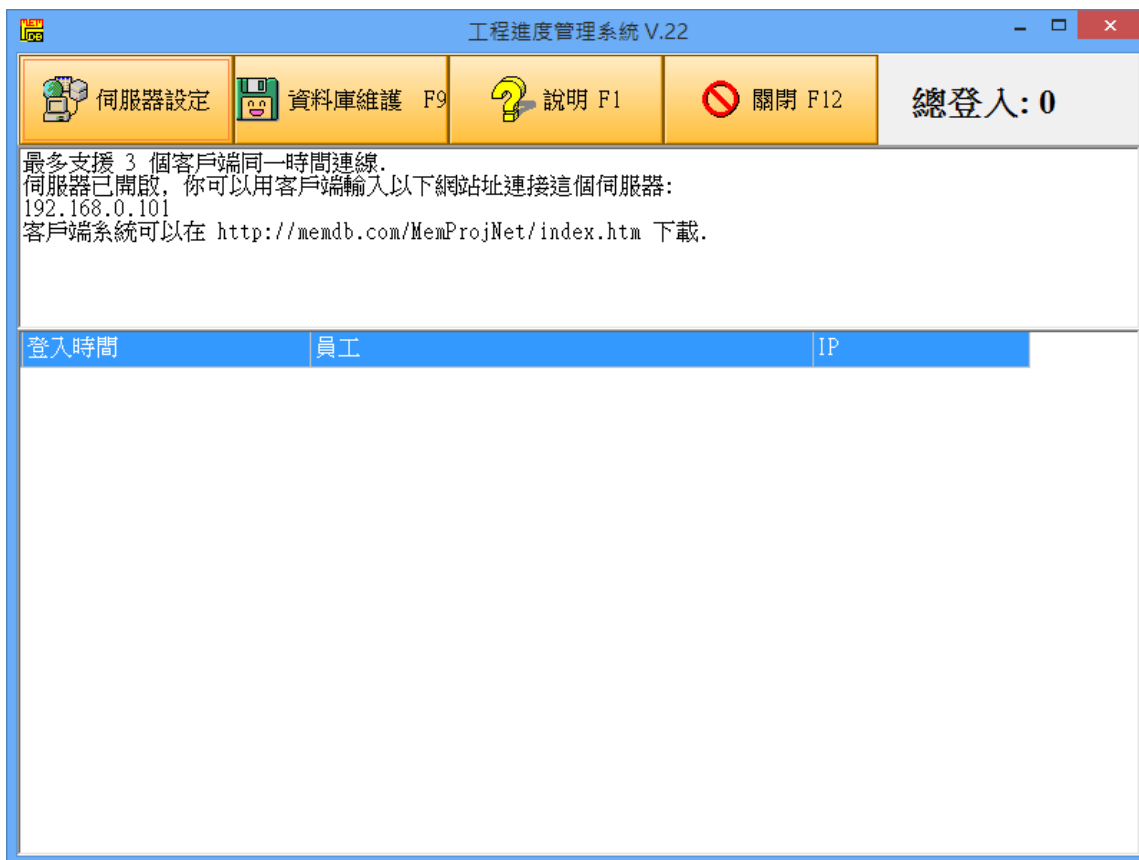 MEM
DB
工程進度管理系統 V.22
伺服器設定
資料庫維護 F9
說明 F1
關閉 F12
總登入: 0
最多支援 3 個客戶端同一時間連線.
伺服器已開啟, 你可以用客戶端輸入以下網站址連接這個伺服器:
192.168.0.101
客戶端系統可以在 http://memdb.com/MemProjNet/index.htm 下載.
登入時間
員工
IP